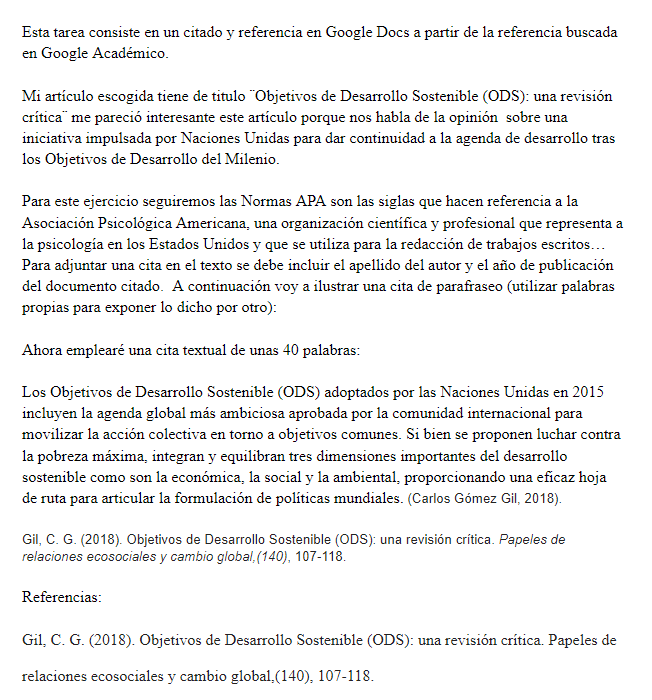 Esta tarea consiste en un citado y referencia en Google Docs a partir de la referencia buscada
en Google Académico.
Mi artículo escogida tiene de titulo ¨Objetivos de Desarrollo Sostenible (ODS): una revisión
crítica¨ me pareció interesante este artículo porque nos habla de la opinión  sobre una
iniciativa impulsada por Naciones Unidas para dar continuidad a la agenda de desarrollo tras
los Objetivos de Desarrollo del Milenio.
Para este ejercicio seguiremos las Normas APA son las siglas que hacen referencia a la
Asociación Psicológica Americana, una organización científica y profesional que representa a
la psicología en los Estados Unidos y que se utiliza para la redacción de trabajos escritos…
Para adjuntar una cita en el texto se debe incluir el apellido del autor y el año de publicación
del documento citado.  A continuación voy a ilustrar una cita de parafraseo (utilizar palabras
propias para exponer lo dicho por otro):
Ahora emplearé una cita textual de unas 40 palabras:
Los Objetivos de Desarrollo Sostenible (ODS) adoptados por las Naciones Unidas en 2015
incluyen la agenda global más ambiciosa aprobada por la comunidad internacional para
movilizar la acción colectiva en torno a objetivos comunes. Si bien se proponen luchar contra
la pobreza máxima, integran y equilibran tres dimensiones importantes del desarrollo
sostenible como son la económica, la social y la ambiental, proporcionando una eficaz hoja
de ruta para articular la formulación de políticas mundiales. (Carlos Gómez Gil, 2018).
Gil, C. G. (2018). Objetivos de Desarrollo Sostenible (ODS): una revisión crítica. Papeles de
relaciones ecosociales y cambio global,(140), 107-118.
Referencias:
Gil, C. G. (2018). Objetivos de Desarrollo Sostenible (ODS): una revisión crítica. Papeles de
relaciones ecosociales y cambio global,(140), 107-118.